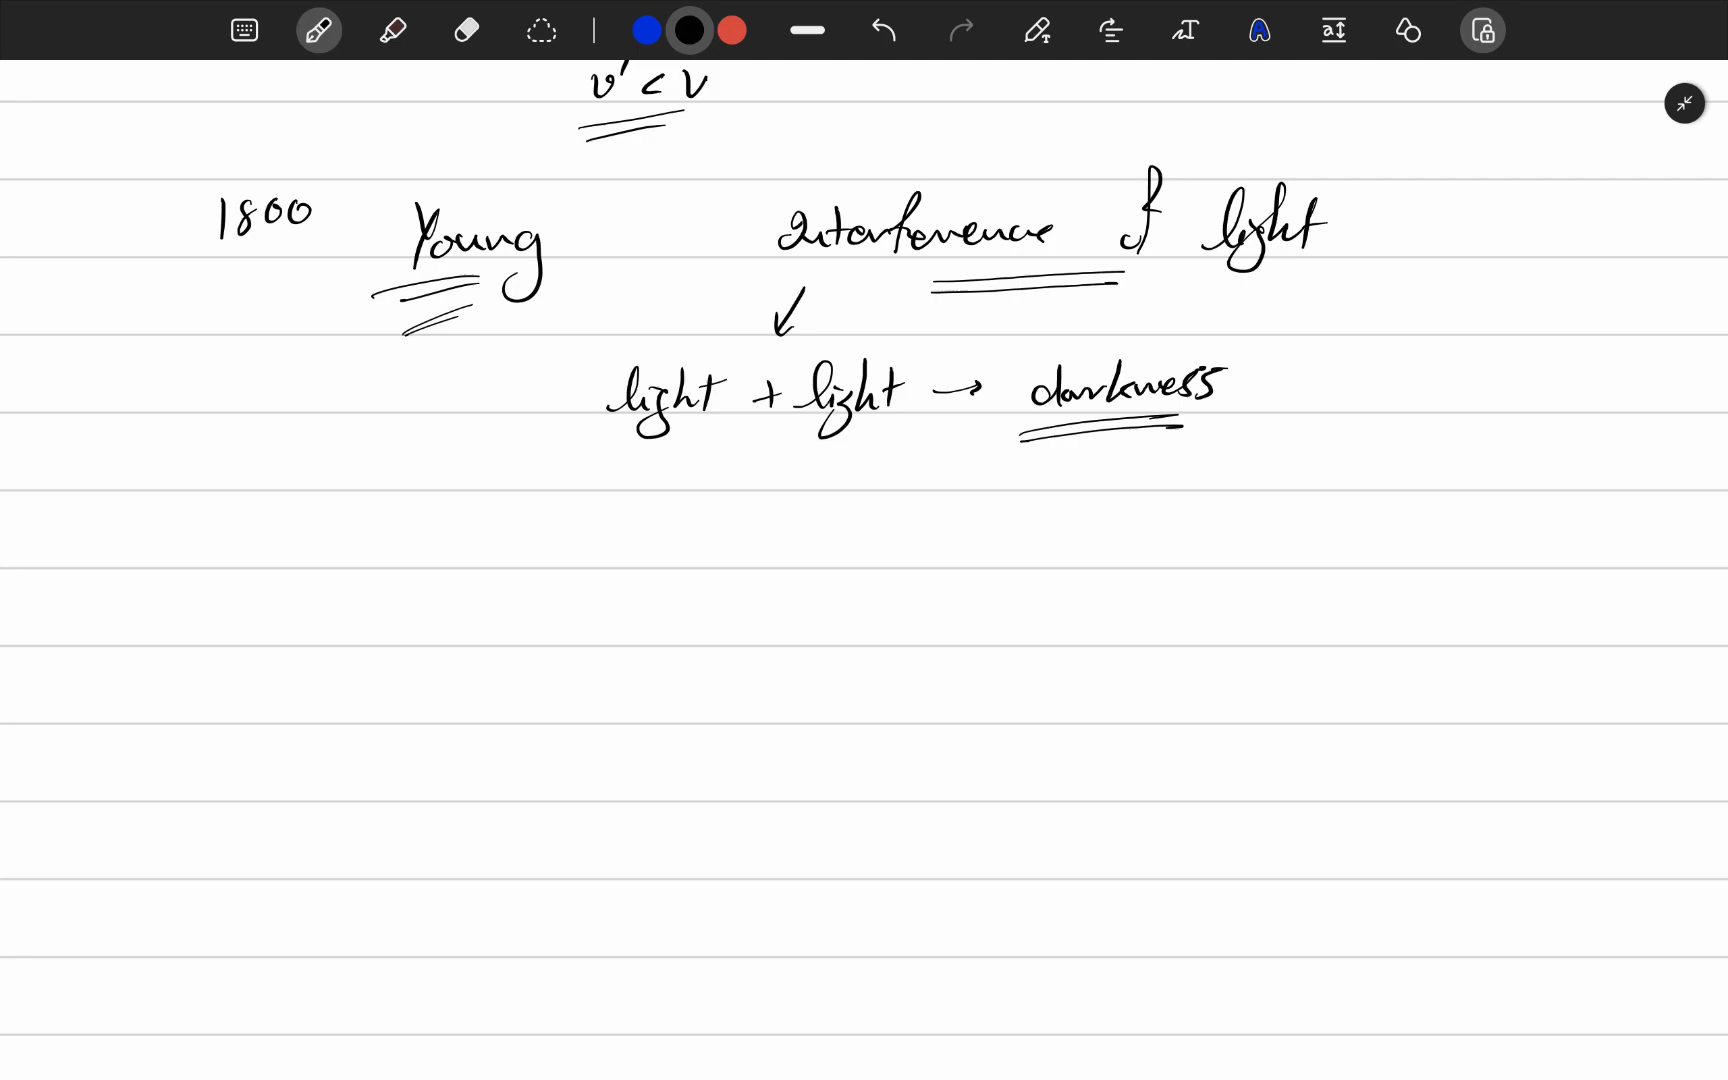 v' < v
1800 Young Interference of light
↙
light + light → darkness